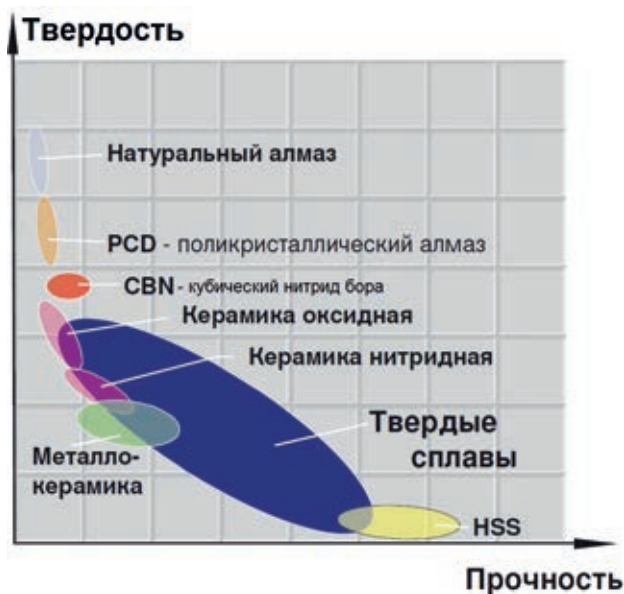 Твердость
Натуральный алмаз
PCD - поликристаллический алмаз
CBN - кубический нитрид бора
Керамика оксидная
Керамика нитридная
Твердые
сплавы
Металло-
керамика
HSS
Прочность